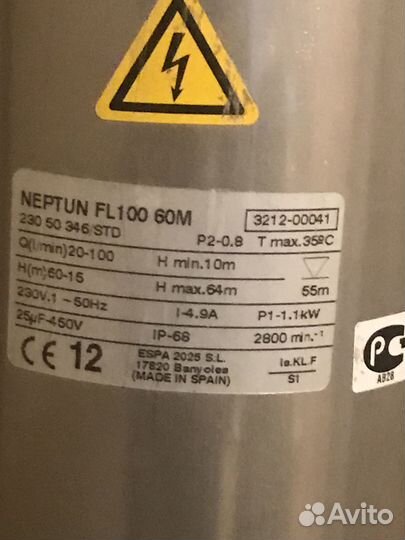 NEPTUN FL100 60M
3212-00041
230 50 346/STD
P2-0.8 T max.35ºC
Q(l/min)20-100 H min.10m
H(m)60-15 H max.64m 55m
230V.1~50Hz I-4.9A P1-1.1kW
25µF-450V IP-68 2800 min.⁻¹
CE 12
ESPA 2025 S.L.
17820 Banyoles
(MADE IN SPAIN)
Is.KL.F
S1
PC
AB28
Avito